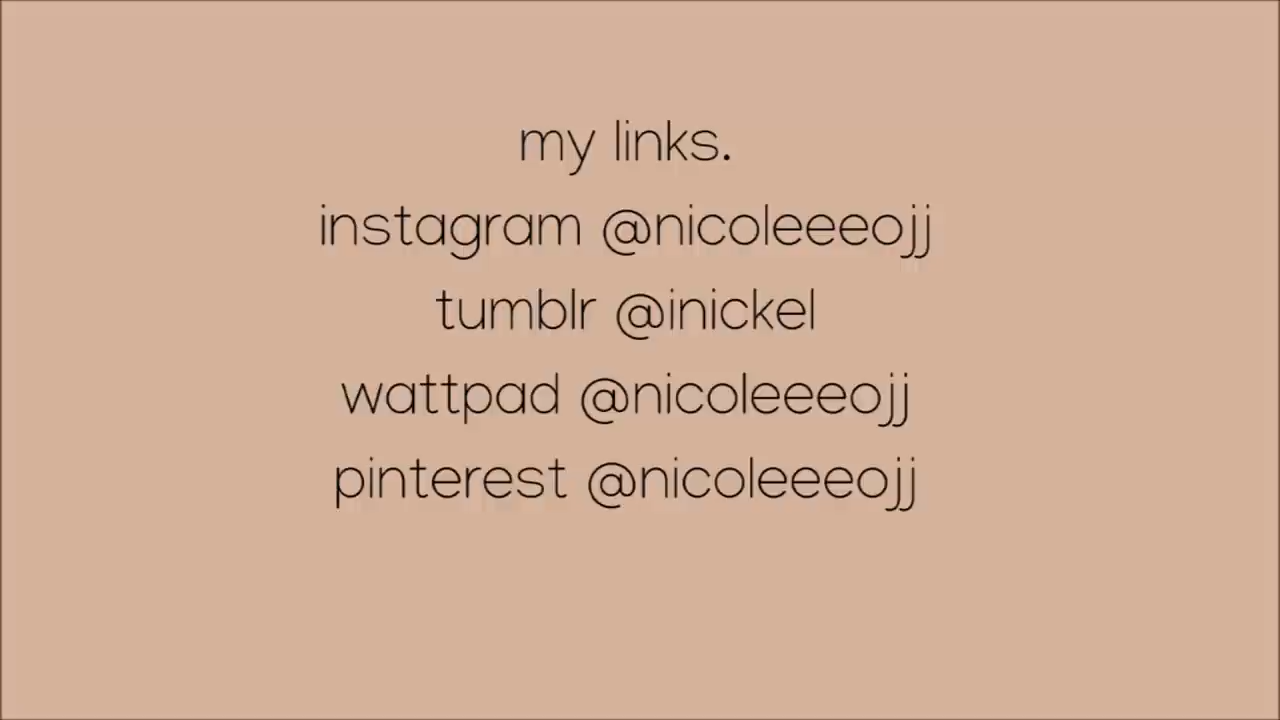 my links.
instagram @nicoleeeojj
tumblr @inickel
wattpad @nicoleeeojj
pinterest @nicoleeeojj